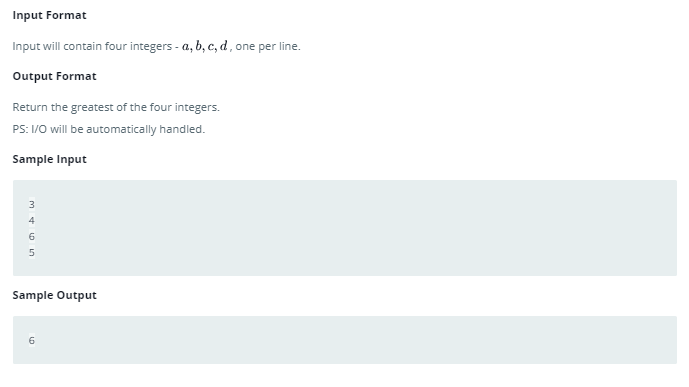 Input Format
Input will contain four integers - a, b, c, d , one per line.
Output Format
Return the greatest of the four integers.
PS: I/O will be automatically handled.
Sample Input
3
4
6
5
Sample Output
6